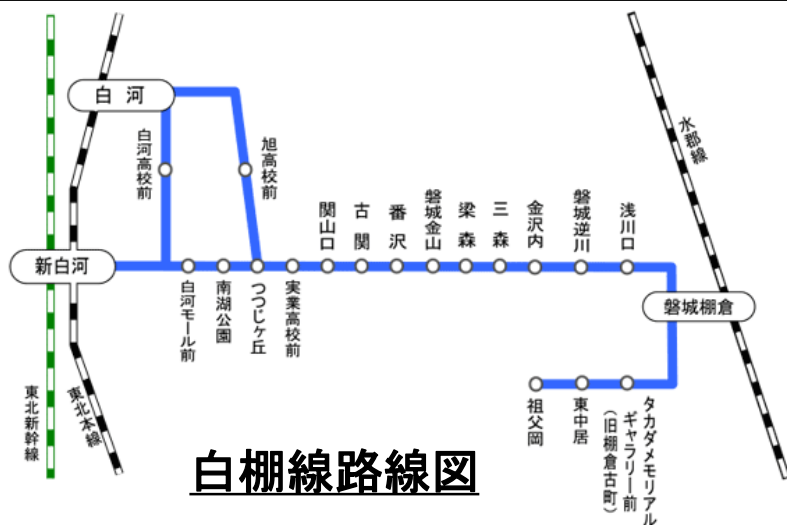 白河
白河高校前
旭高校前
水郡線
新白河
白河モール前
南湖公園
つつじヶ丘
実業高校前
関山口
古関
番沢
磐城金山
梁森
三森
金沢内
磐城逆川
浅川口
磐城棚倉
タカダメモリアル
ギャラリー前
（旧棚倉古町）
東中居
祖父岡
東北新幹線
東北本線
白棚線路線図